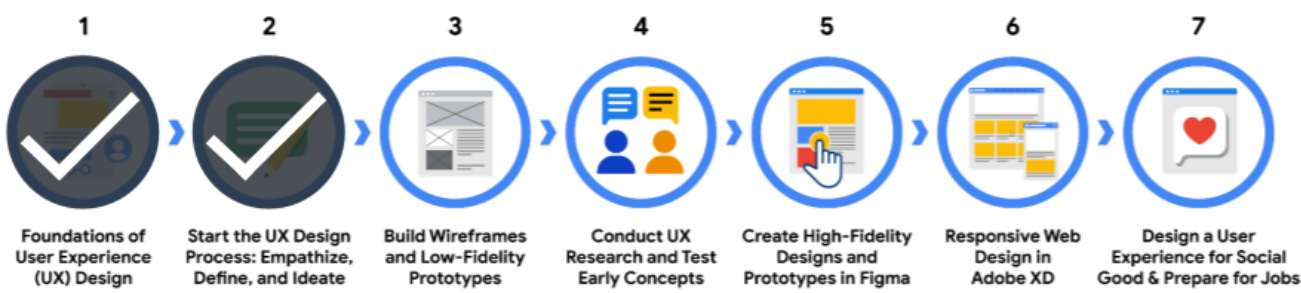 1 2 3 4 5 6 7
Foundations of
User Experience
(UX) Design
Start the UX Design
Process: Empathize,
Define, and Ideate
Build Wireframes
and Low-Fidelity
Prototypes
Conduct UX
Research and Test
Early Concepts
Create High-Fidelity
Designs and
Prototypes in Figma
Responsive Web
Design in
Adobe XD
Design a User
Experience for Social
Good & Prepare for Jobs